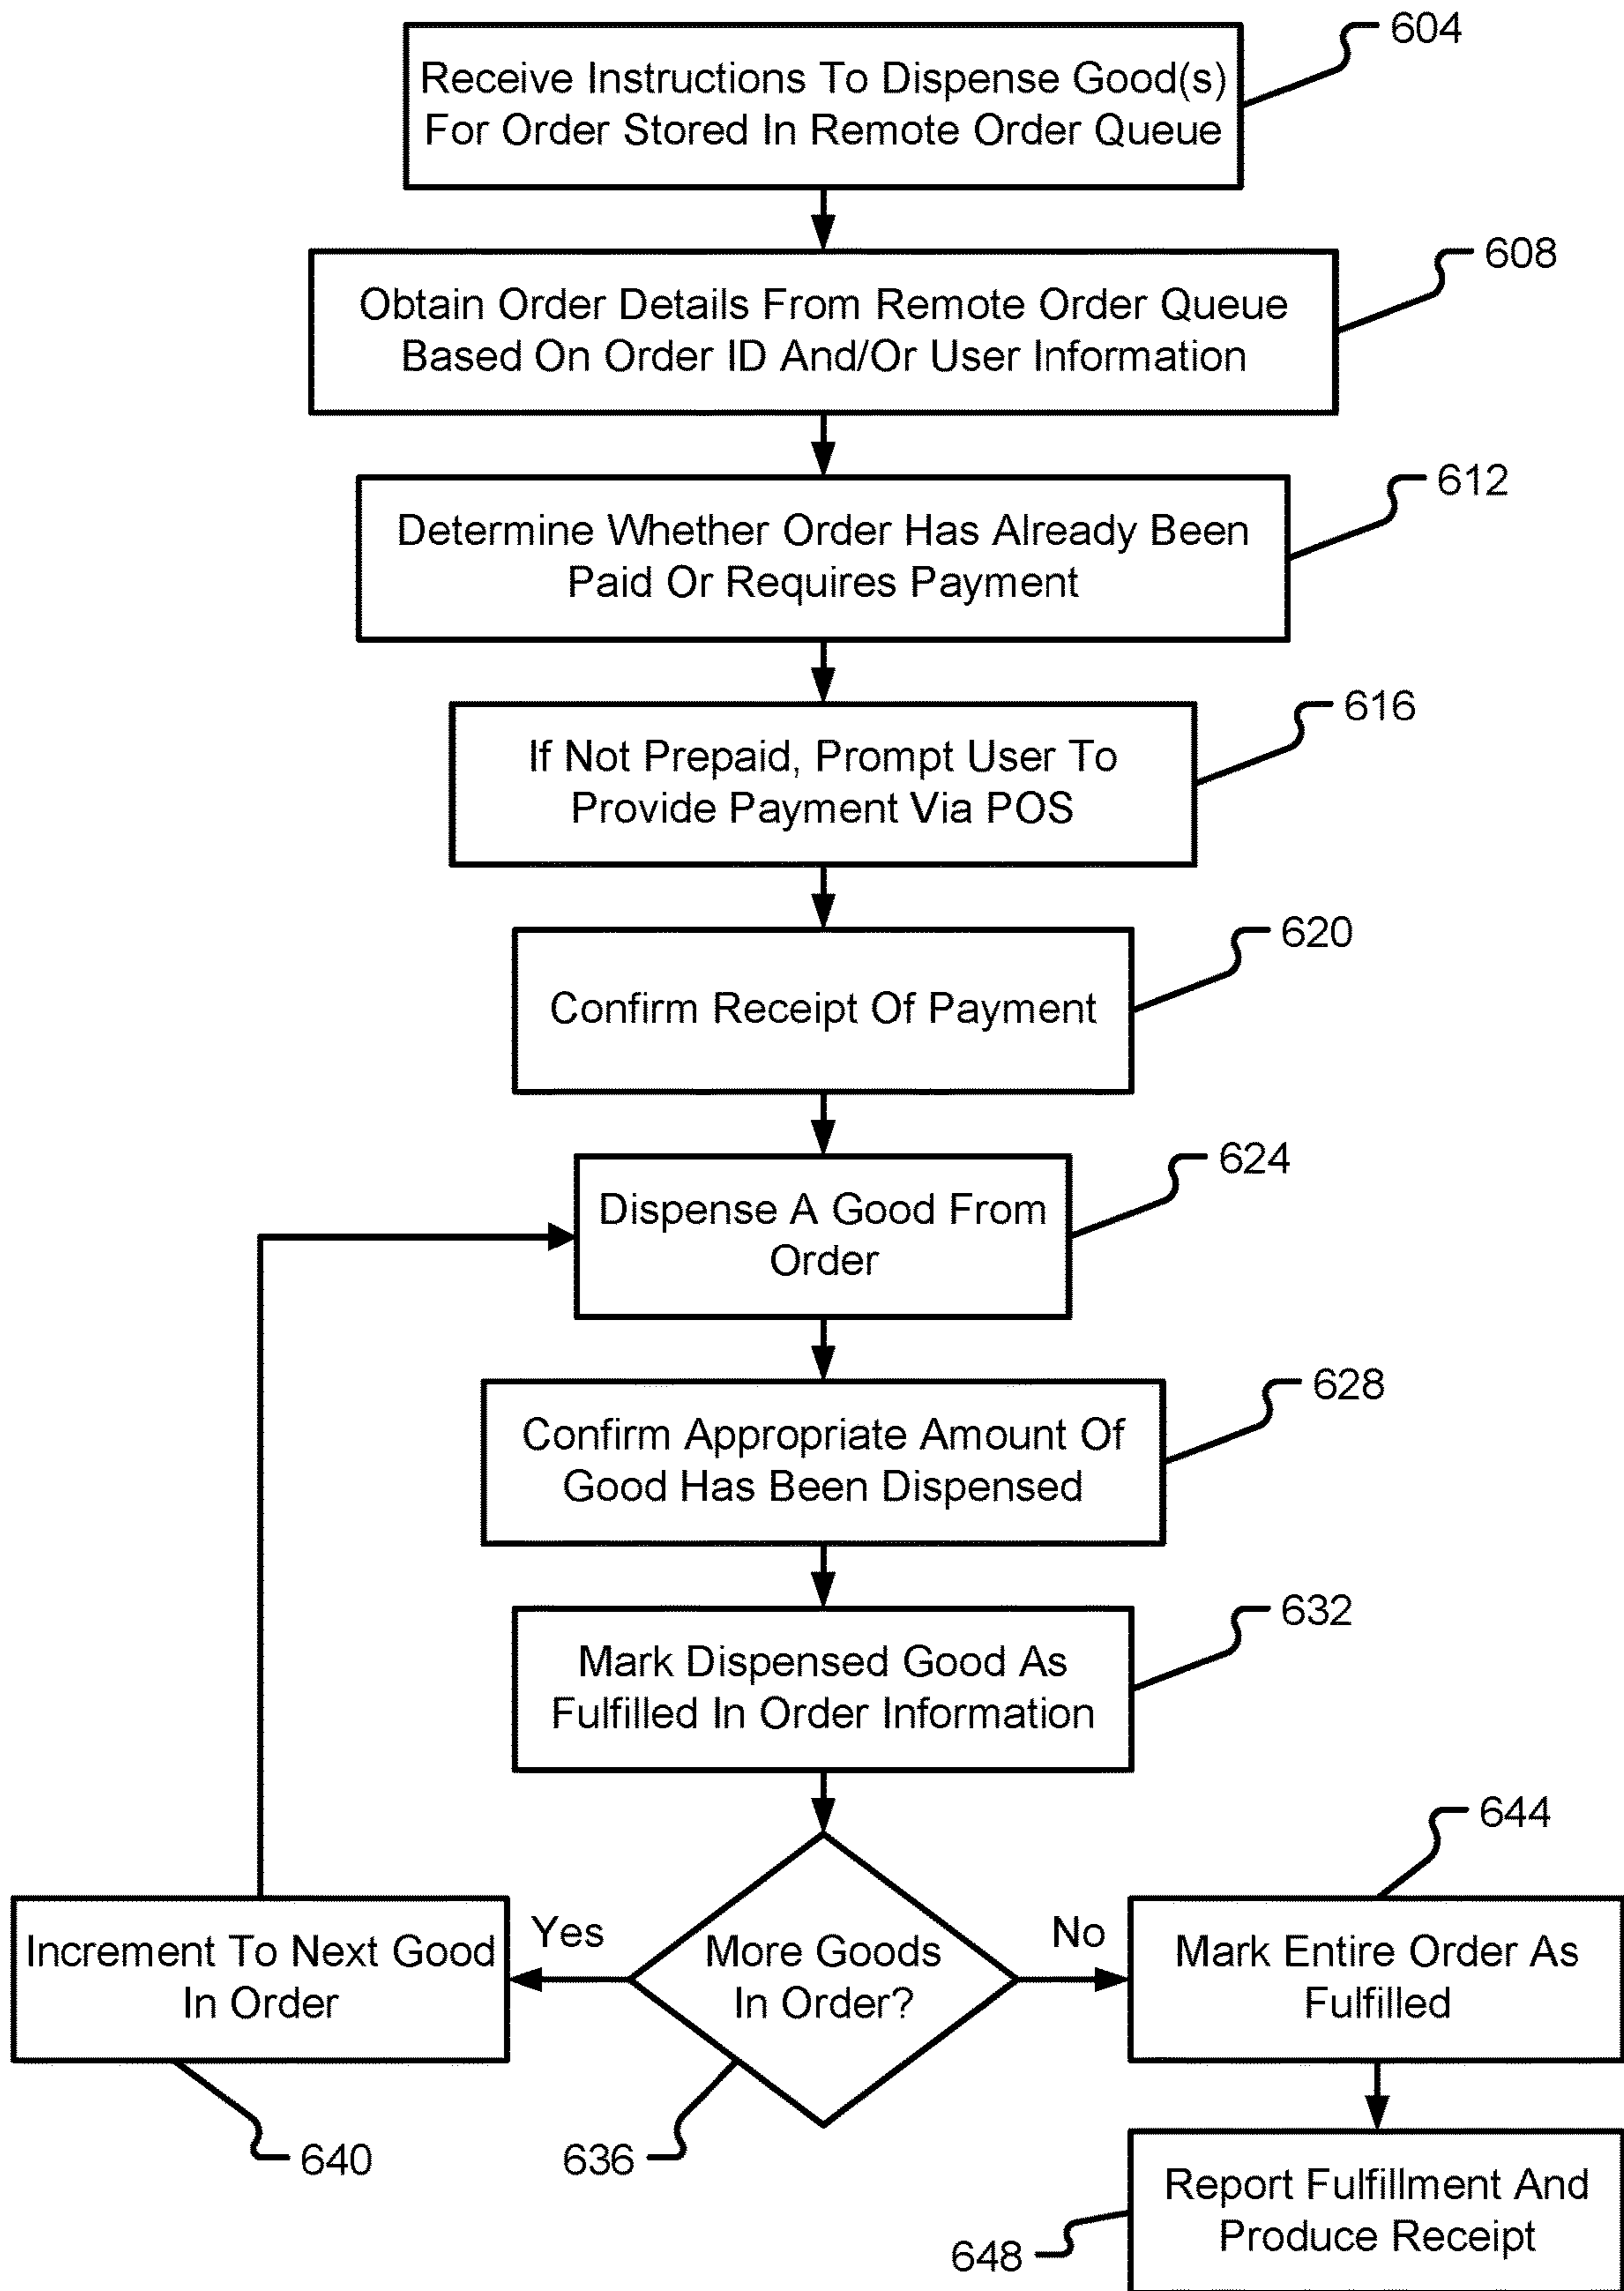 604
Receive Instructions To Dispense Good(s)
For Order Stored In Remote Order Queue
608
Obtain Order Details From Remote Order Queue
Based On Order ID And/Or User Information
612
Determine Whether Order Has Already Been
Paid Or Requires Payment
616
If Not Prepaid, Prompt User To
Provide Payment Via POS
620
Confirm Receipt Of Payment
624
Dispense A Good From
Order
628
Confirm Appropriate Amount Of
Good Has Been Dispensed
632
Mark Dispensed Good As
Fulfilled In Order Information
644
Increment To Next Good
In Order
Yes
More Goods
In Order?
No
Mark Entire Order As
Fulfilled
640
636
Report Fulfillment And
Produce Receipt
648